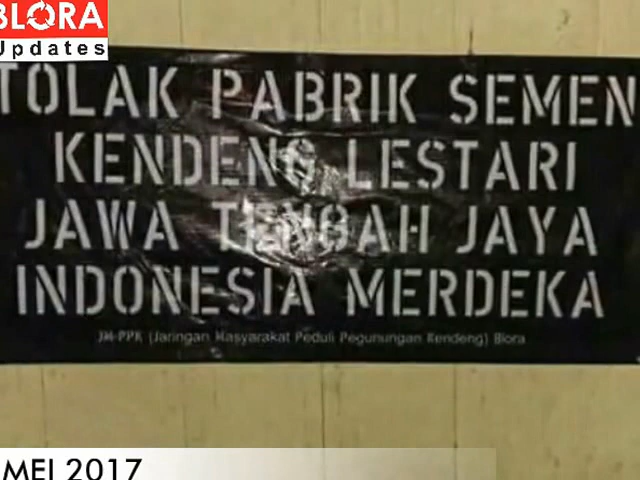 BLORA
Updates
TOLAK PABRIK SEMEN
KENDENG LESTARI
JAWA TENGAH JAYA
INDONESIA MERDEKA
JM-PPK (Jaringan Masyarakat Peduli Pegunungan Kendeng) Blora
MEI 2017